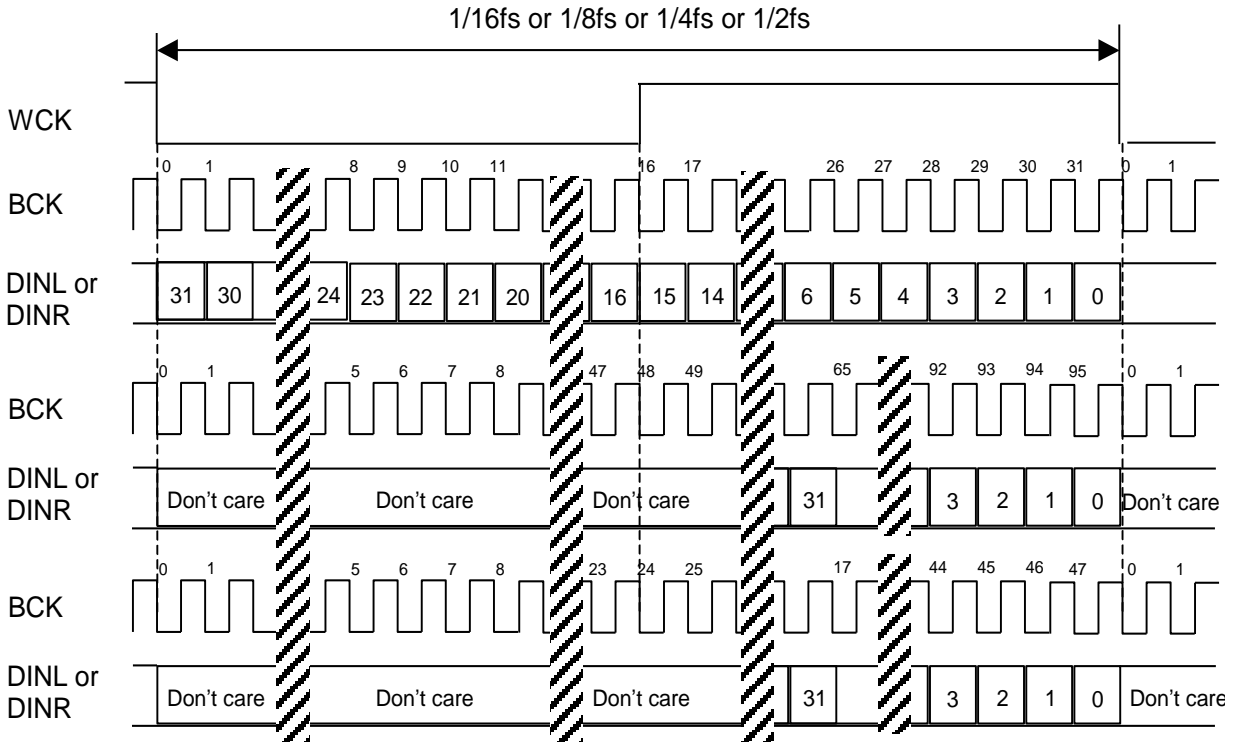 1/16fs or 1/8fs or 1/4fs or 1/2fs
WCK
0 1 8 9 10 11 16 17 26 27 28 29 30 31 0 1
BCK
DINL or
DINR
31 30 24 23 22 21 20 16 15 14 6 5 4 3 2 1 0
0 1 5 6 7 8 47 48 49 65 92 93 94 95 0 1
BCK
DINL or
DINR
Don't care Don't care Don't care 31 3 2 1 0 Don't care
0 1 5 6 7 8 23 24 25 17 44 45 46 47 0 1
BCK
DINL or
DINR
Don't care Don't care Don't care 31 3 2 1 0 Don't care